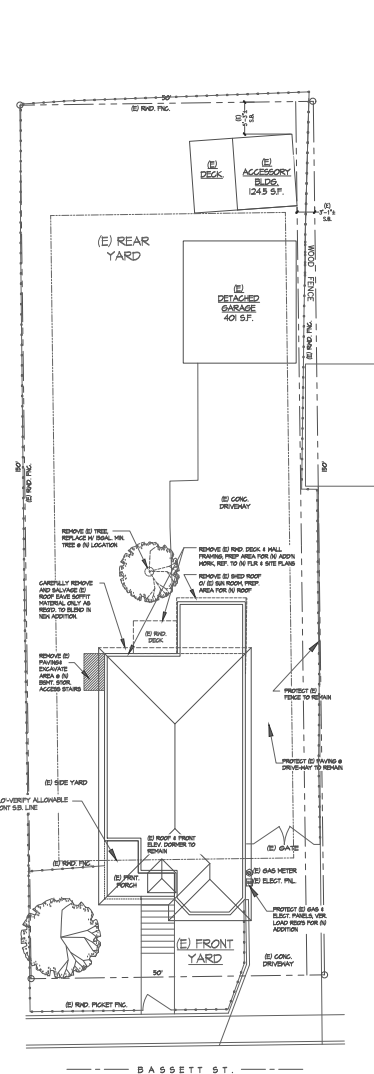 50'
(E) RWD. FNC.
(E)
5'-3"±
S.B.
(E)
DECK
(E)
ACCESSORY
BLDG.
124.5 S.F.
(E)
3'-1"±
S.B.
(E) REAR
YARD
WOOD FENCE
(E)
DETACHED
GARAGE
401 S.F.
(E) RWD. FNC.
150'
(E) RWD. FNC.
150'
(E) CONC.
DRIVEWAY
REMOVE (E) TREE,
REPLACE W/ 15GAL. MIN.
TREE @ (N) LOCATION
REMOVE (E) RWD. DECK & WALL
FRAMING, PREP AREA FOR (N) ADD'N
WORK, REF. TO (N) FLR & SITE PLANS
REMOVE (E) SHED ROOF
O/ (E) SUN ROOM, PREP.
AREA FOR (N) ROOF
CAREFULLY REMOVE
AND SALVAGE (E)
ROOF EAVE SOFFIT
MATERIAL ONLY AS
REQ'D. TO BLEND IN
NEW ADDITION.
(E) RWD.
DECK
REMOVE (E)
PAVING&
EXCAVATE
AREA @ (N)
BSMT. STOR.
ACCESS STAIRS
PROTECT (E)
FENCE TO REMAIN
PROTECT (E) PAVING @
DRIVE-WAY TO REMAIN
(E) SIDE YARD
-VERIFY ALLOWABLE
ONT S.B. LINE
(E) ROOF & FRONT
ELEV. DORMER TO
REMAIN
(E) GATE
(E) RWD. FNC.
(E) FRNT.
PORCH
(E) GAS METER
(E) ELECT. PNL.
PROTECT (E) GAS &
ELECT. PANELS, VER.
LOAD REQ'S FOR (N)
ADDITION
(E) FRONT
YARD
(E) CONC.
DRIVEWAY
50'
(E) RWD. PICKET FNC.
BASSETT ST.